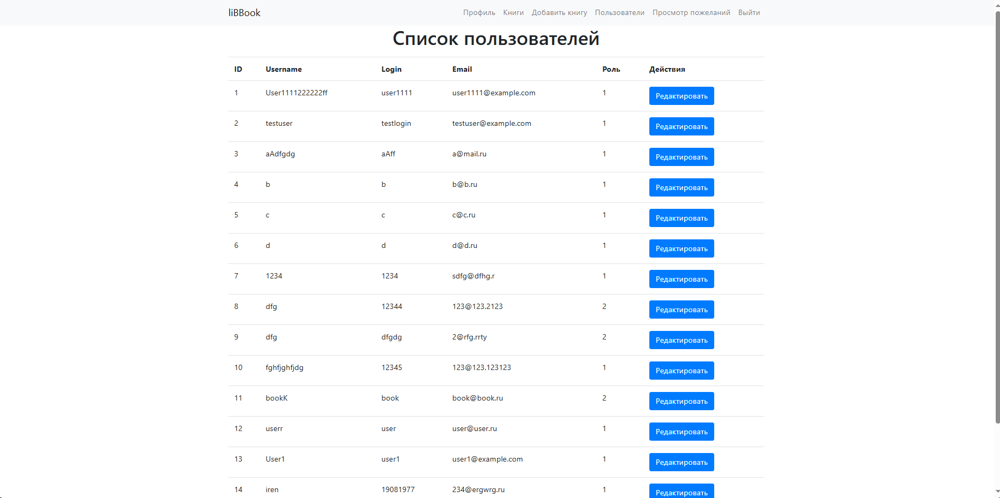 liBBook Профиль Книги Добавить книгу Пользователи Просмотр пожеланий Выйти
Список пользователей
ID Username Login Email Роль Действия
1 User1111222222ff user1111 user1111@example.com 1 Редактировать
2 testuser testlogin testuser@example.com 1 Редактировать
3 aAdfgdg aAff a@mail.ru 1 Редактировать
4 b b b@b.ru 1 Редактировать
5 c c c@c.ru 1 Редактировать
6 d d d@d.ru 1 Редактировать
7 1234 1234 sdfg@dfhg.r 1 Редактировать
8 dfg 12344 123@123.2123 2 Редактировать
9 dfg dfgdg 2@rfg.rrty 2 Редактировать
10 fghfjghfjdg 12345 123@123.123123 1 Редактировать
11 bookK book book@book.ru 2 Редактировать
12 userr user user@user.ru 1 Редактировать
13 User1 user1 user1@example.com 1 Редактировать
14 iren 19081977 234@ergwrg.ru 1 Редактировать